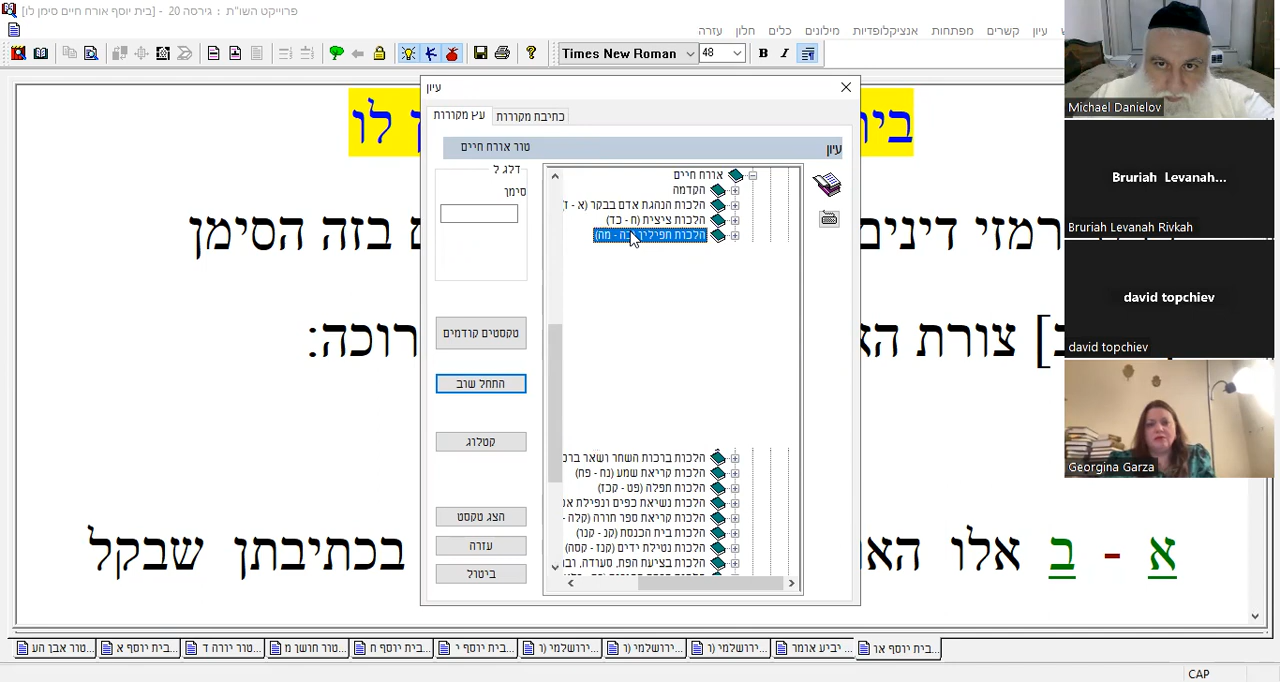 פרוייקט השו"ת : גירסה 20 - [בית יוסף אורח חיים סימן לו]
עיון קשרים מפתחות אנציקלופדיות מילונים כלים חלון עזרה
Times New Roman 48 B I
עיון
עץ מקורות כתיבת מקורות
עיון טור אורח חיים
דלג ל
סימן
אורח חיים
הקדמה
הלכות הנהגת אדם בבקר (א - ז)
הלכות ציצית (ח - כד)
הלכות תפילין (כה - מה)
הלכות ברכות השחר ושאר ברכ
הלכות קריאת שמע (נח - פח)
הלכות תפלה (פט - קכז)
הלכות נשיאת כפים ונפילת א
הלכות קריאת ספר תורה (קלה -
הלכות בית הכנסת (קנ - קנו)
הלכות נטילת ידים (קנז - קסח)
הלכות בציעת הפת, סעודה, וב
טקסטים קודמים
התחל שוב
קטלוג
הצג טקסט
עזרה
ביטול
בי ן לו
רמזי דינים ם בזה הסימן
ב] צורת הא רוכה:
א - ב אלו האו בכתיבתן שבקל
Michael Danielov
Bruriah Levanah...
Bruriah Levanah Rivkah
david topchiev
david topchiev
Georgina Garza
...בית יוסף או ...יביע אומר ...ירושלמי (ו ...ירושלמי (ו ...ירושלמי (ו ...בית יוסף י ...בית יוסף ח ...טור חושן מ ...טור יורה ד ...בית יוסף א ...טור אבן הע
CAP